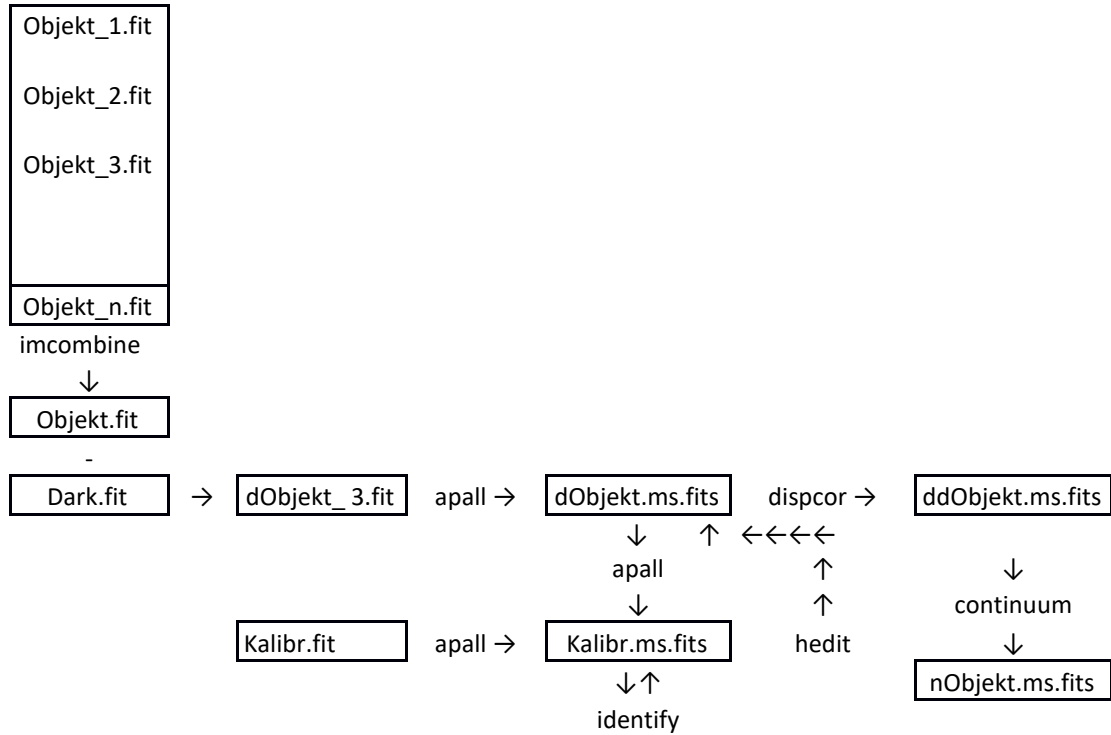 Objekt_1.fit
Objekt_2.fit
Objekt_3.fit
Objekt_n.fit
imcombine
↓
Objekt.fit
-
Dark.fit → dObjekt_ 3.fit apall → dObjekt.ms.fits dispcor → ddObjekt.ms.fits
↓ ↑ ←←←←
apall ↑ ↓
↓ ↑ continuum
Kalibr.fit apall → Kalibr.ms.fits hedit ↓
↓↑ nObjekt.ms.fits
identify